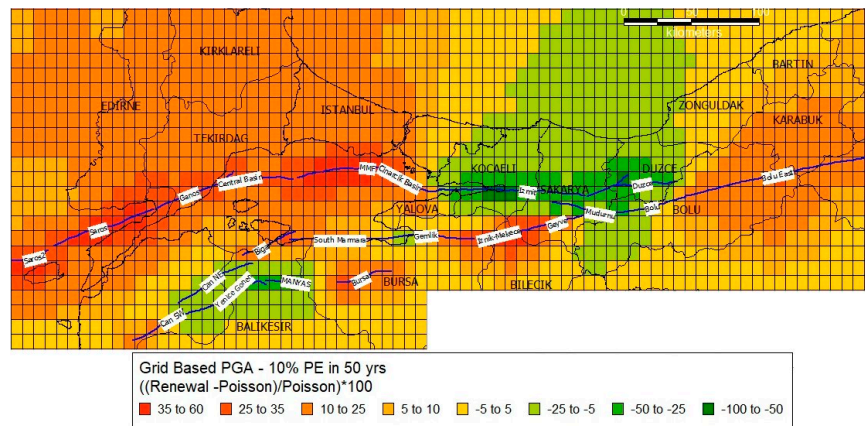 50 100
kilometers
KIRKLARELI
BARTIN
EDIRNE
ISTANBUL
ZONGULDAK
KARABUK
TEKIRDAG
KOCAELI
DUZCE
MMF
Cinarcik Basin
Central Basin
Ganos
Izmit
SAKARYA
Duzce
Bolu East
YALOVA
Mudurnu
Bolu
BOLU
Saros
Geyve
Iznik-Mekece
Gemlik
South Marmara
Biga
Saros2
Can NE
MANYAS
Bursa
BURSA
BILECIK
Yenice Gonen
Can SW
BALIKESIR
Grid Based PGA - 10% PE in 50 yrs
((Renewal -Poisson)/Poisson)*100
35 to 60 25 to 35 10 to 25 5 to 10 -5 to 5 -25 to -5 -50 to -25 -100 to -50